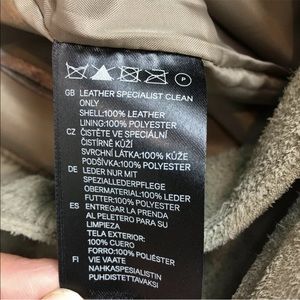 P
GB LEATHER SPECIALIST CLEAN
ONLY
SHELL:100% LEATHER
LINING:100% POLYESTER
CZ ČISTĚTE VE SPECIÁLNÍ
ČISTÍRNĚ KŮŽÍ
SVRCHNÍ LÁTKA:100% KŮŽE
PODŠÍVKA:100% POLYESTER
DE LEDER NUR MIT
SPEZIALLEDERPFLEGE
OBERMATERIAL:100% LEDER
FUTTER:100% POLYESTER
ES ENTREGAR LA PRENDA
AL PELETERO PARA SU
LIMPIEZA
TELA EXTERIOR:
100% CUERO
FORRO:100% POLIÉSTER
FI VIE VAATE
NAHKASPESIALISTIN
PUHDISTETTAVAKSI